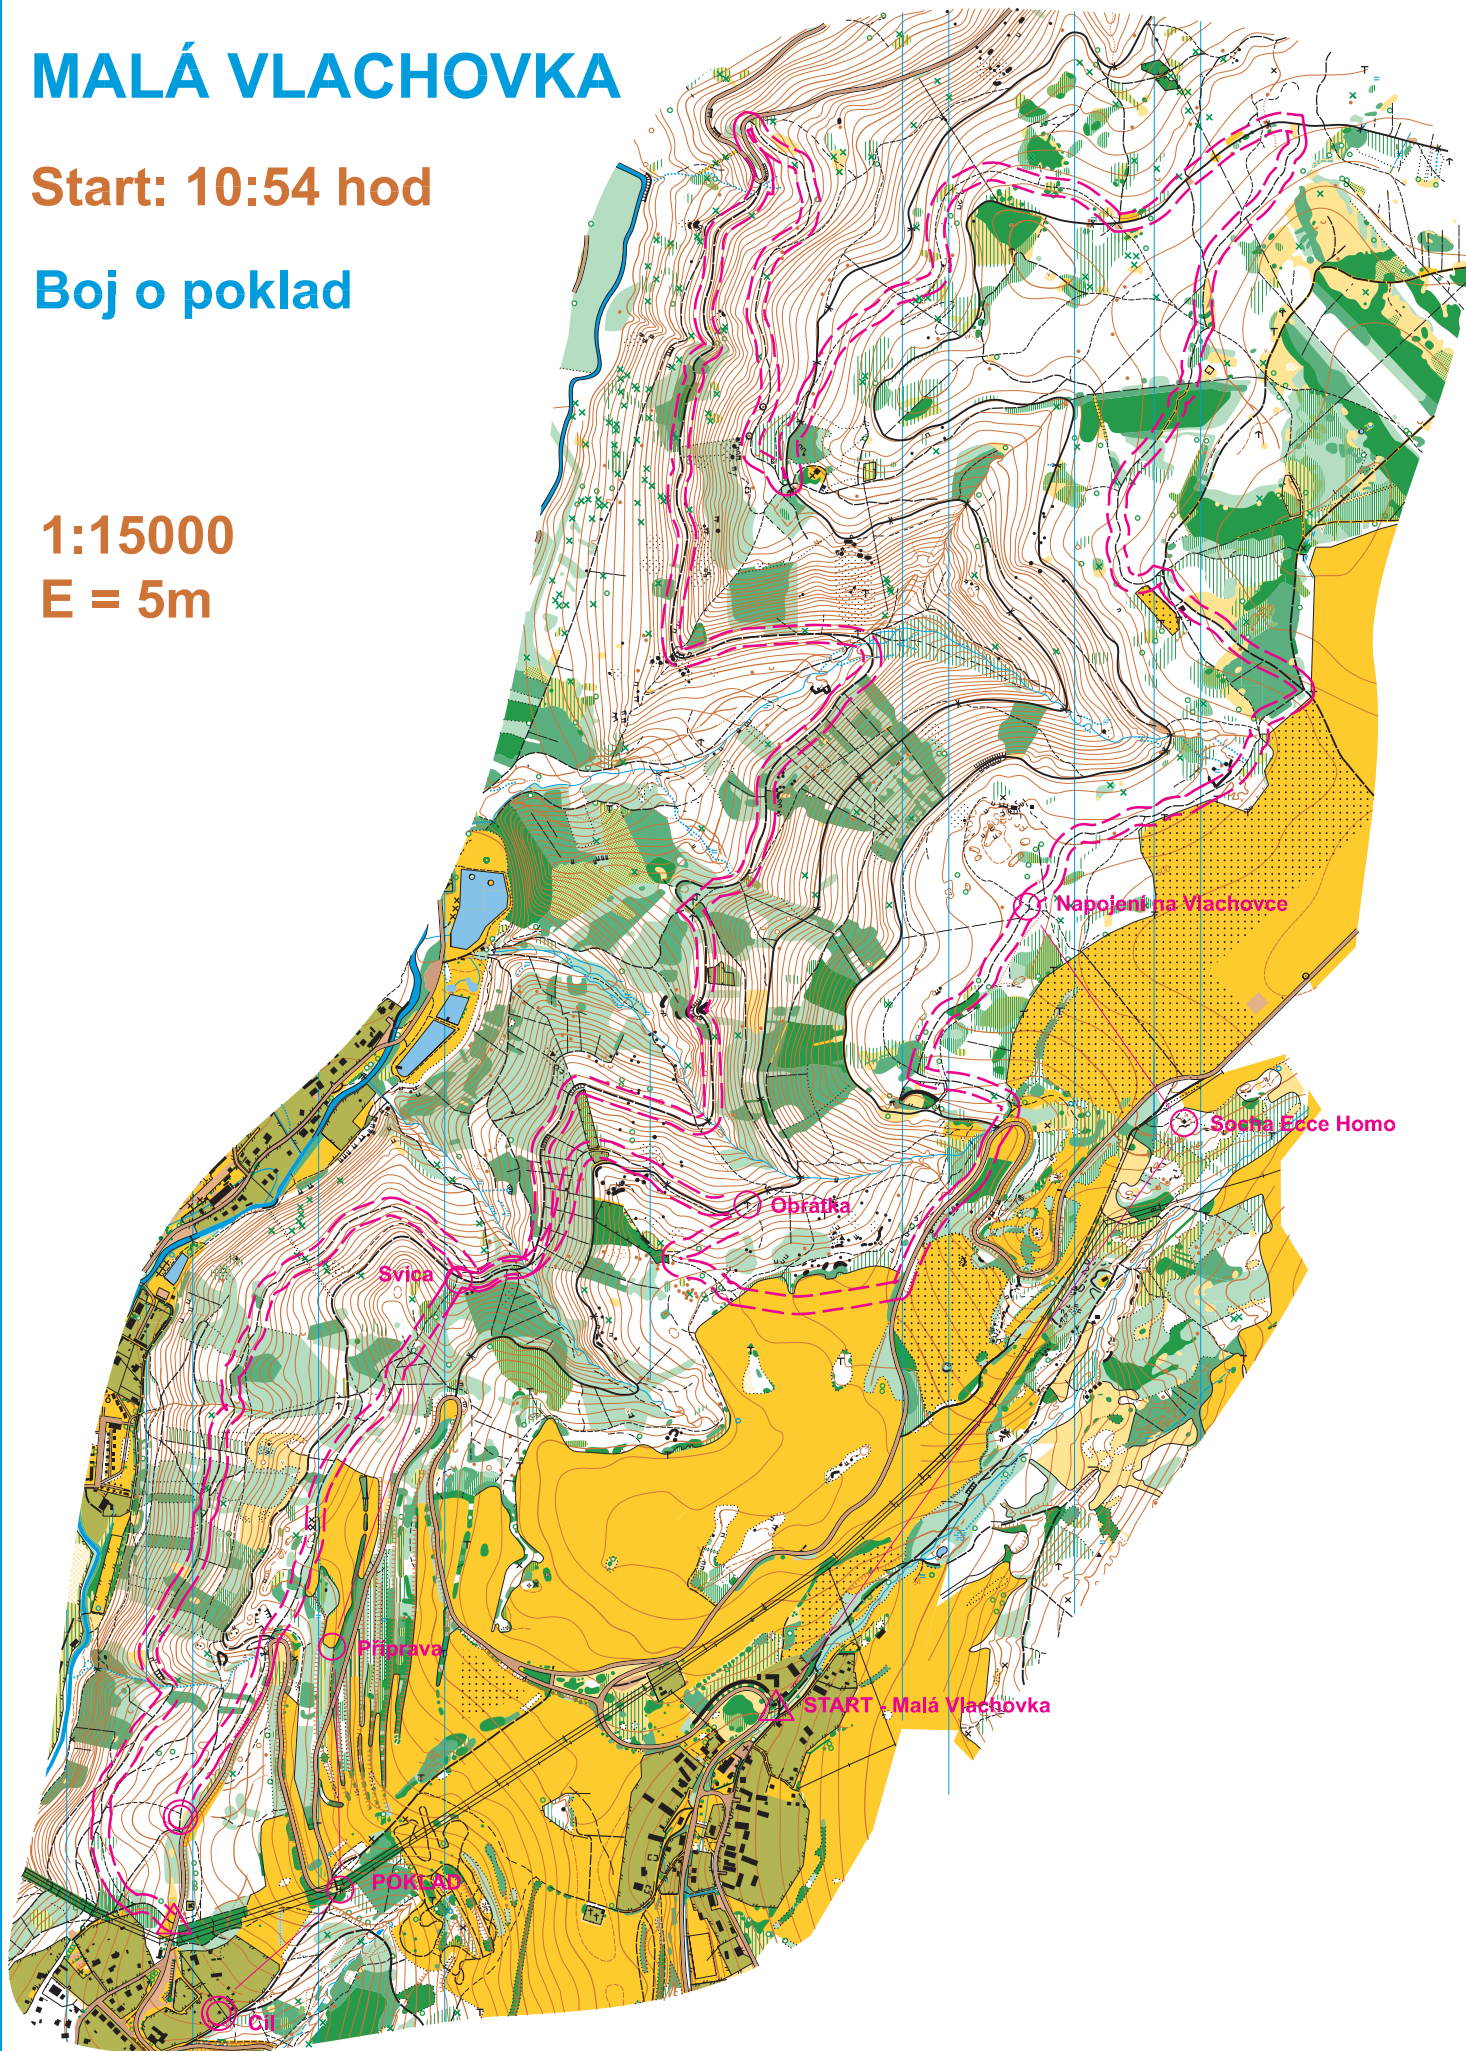 MALÁ VLACHOVKA
Start: 10:54 hod
Boj o poklad
1:15000
E = 5m
Napojení na Vlachovce
Socha Ecce Homo
Obrátka
Svica
Příprava
START - Malá Vlachovka
POKLAD
Cíl